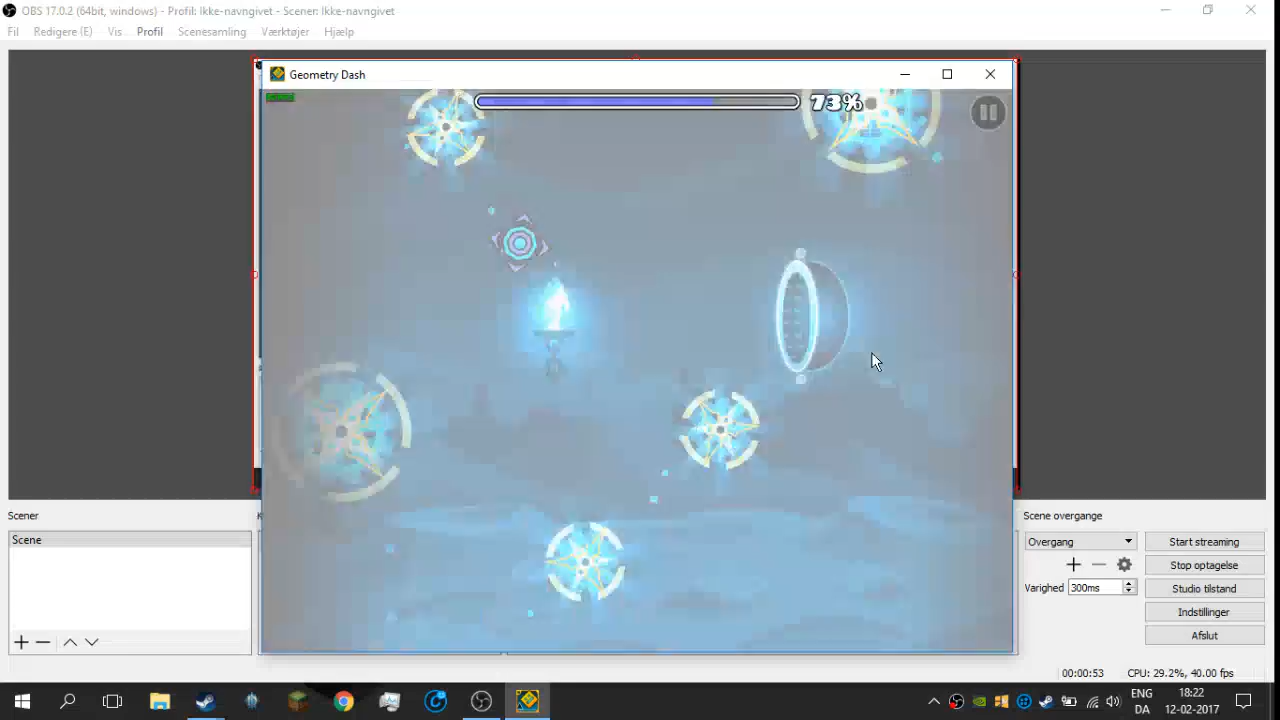 OBS 17.0.2 (64bit, windows) - Profil: Ikke-navngivet - Scener: Ikke-navngivet
Fil Redigere (E) Vis Profil Scenesamling Værktøjer Hjælp
Geometry Dash
73%
Scener
Scene overgange
Scene
Overgang
Start streaming
Stop optagelse
Varighed 300ms
Studio tilstand
Indstillinger
Afslut
00:00:53 CPU: 29.2%, 40.00 fps
ENG 18:22
DA 12-02-2017